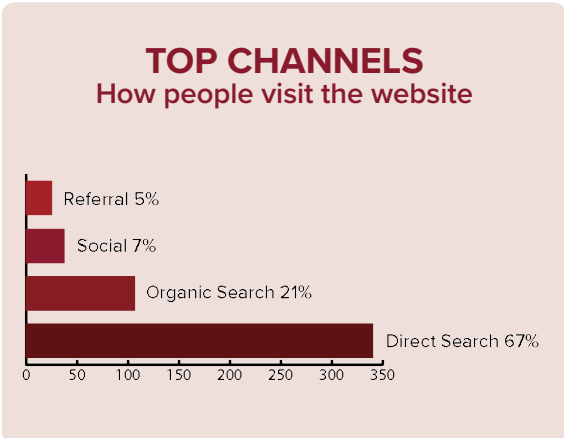 TOP CHANNELS
How people visit the website
Referral 5%
Social 7%
Organic Search 21%
Direct Search 67%
0 50 100 150 200 250 300 350